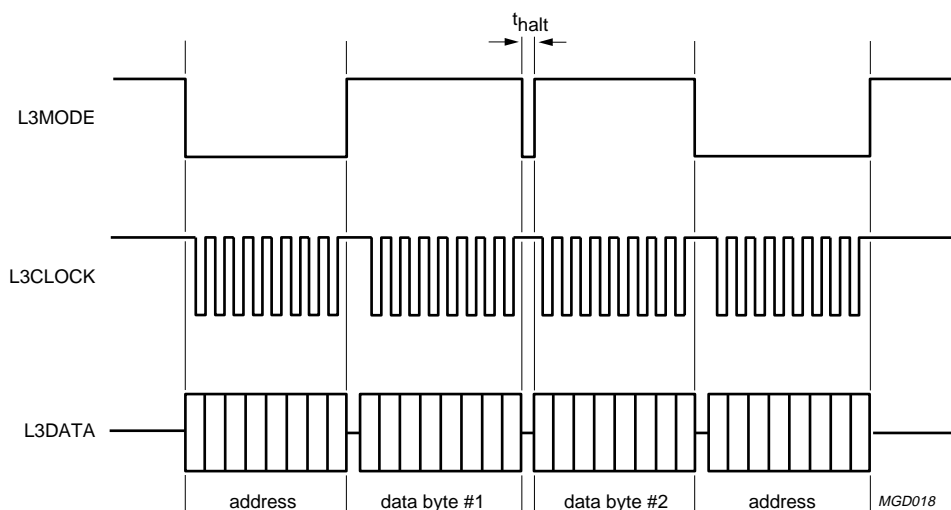 thalt
L3MODE
L3CLOCK
L3DATA
address data byte #1 data byte #2 address MGD018